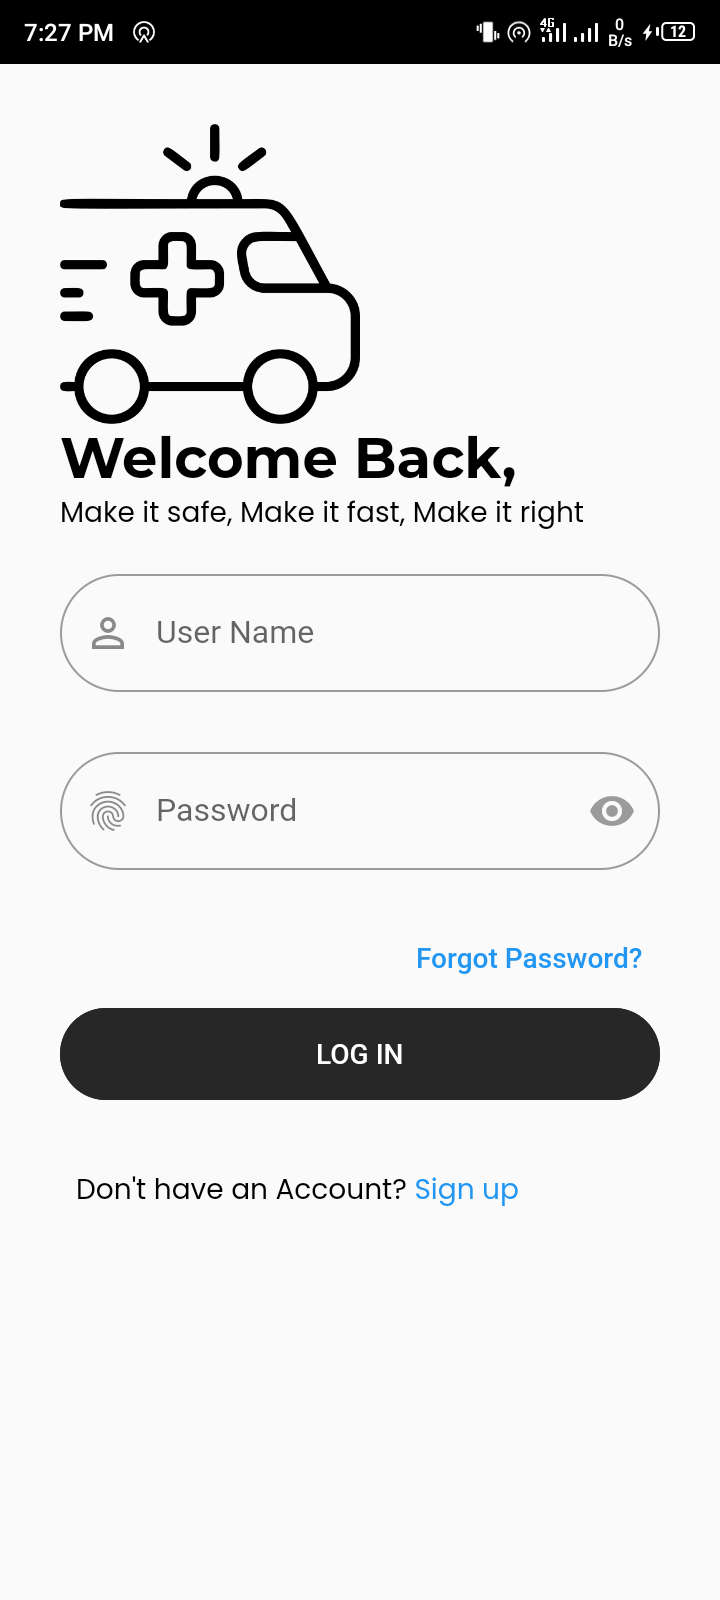 7:27 PM
4G
0
B/s
12
Welcome Back,
Make it safe, Make it fast, Make it right
User Name
Password
Forgot Password?
LOG IN
Don't have an Account? Sign up